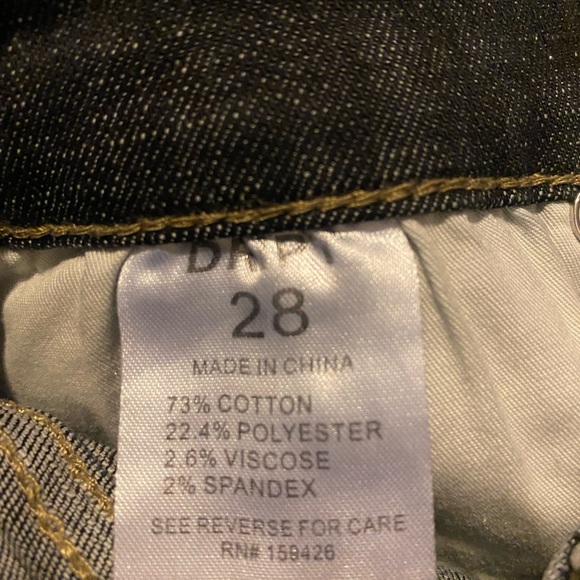 28
MADE IN CHINA
73% COTTON
22.4% POLYESTER
2.6% VISCOSE
2% SPANDEX
SEE REVERSE FOR CARE
RN# 159426